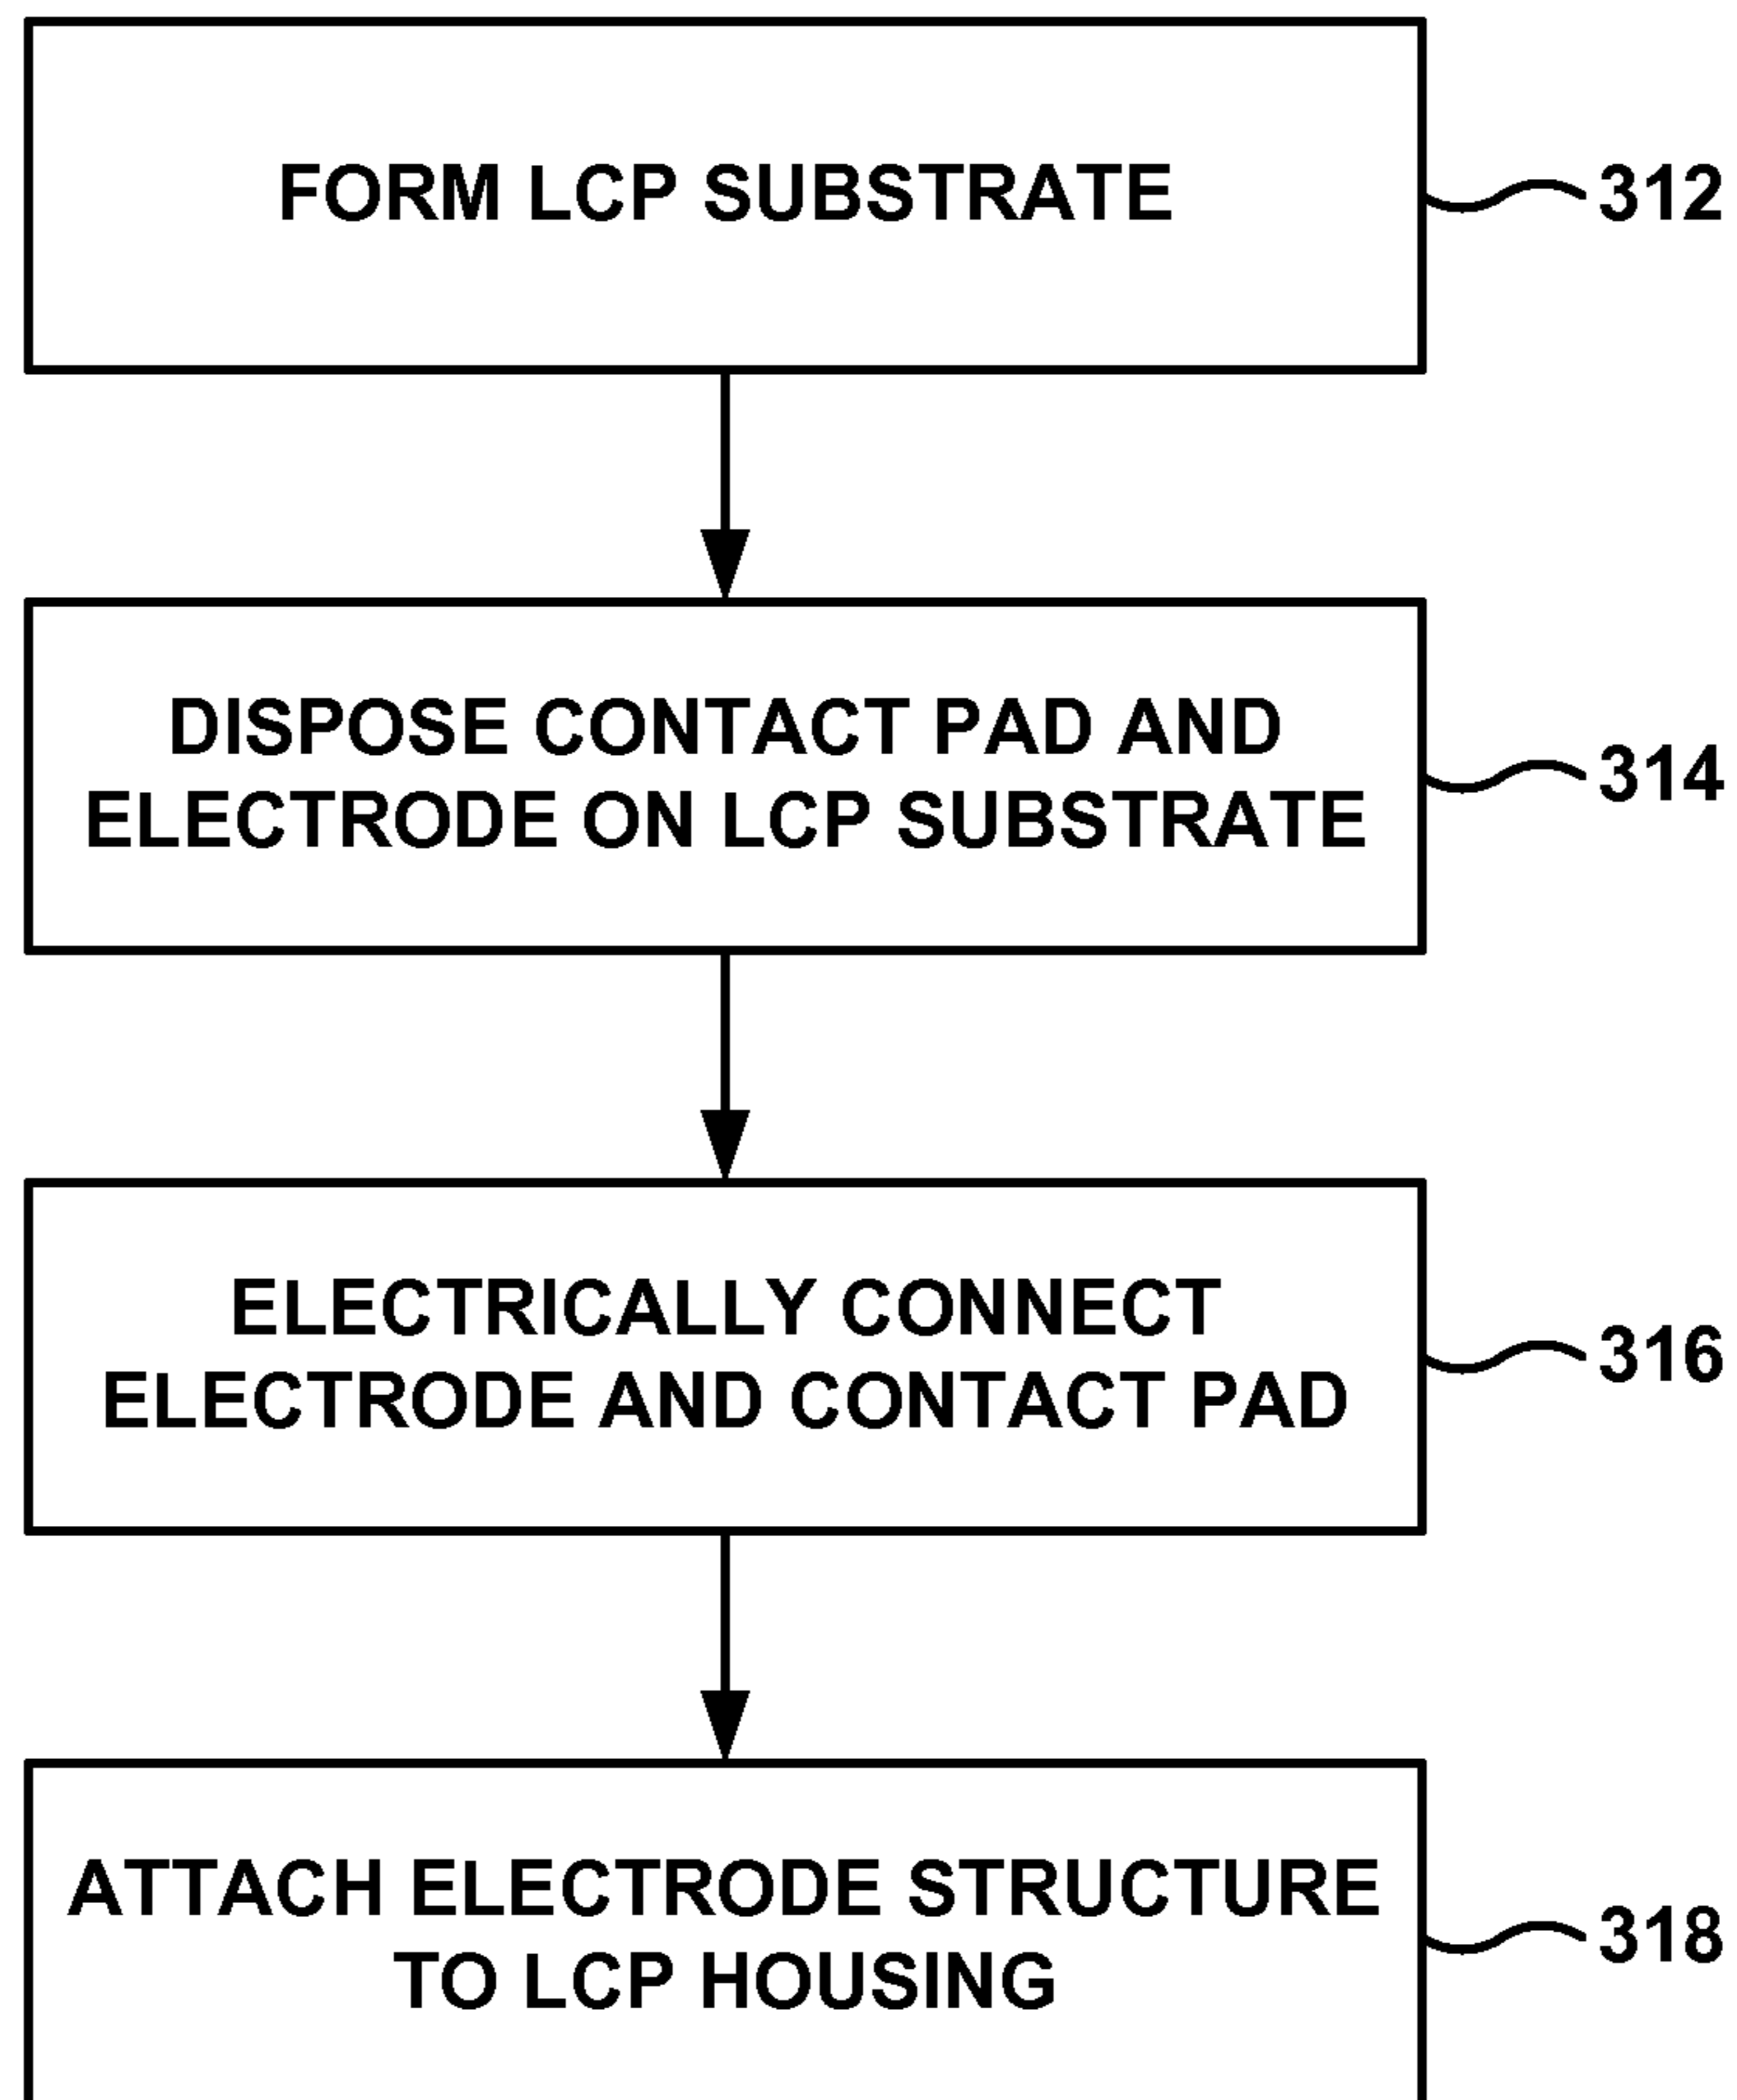 FORM LCP SUBSTRATE
312
DISPOSE CONTACT PAD AND
ELECTRODE ON LCP SUBSTRATE
314
ELECTRICALLY CONNECT
ELECTRODE AND CONTACT PAD
316
ATTACH ELECTRODE STRUCTURE
TO LCP HOUSING
318